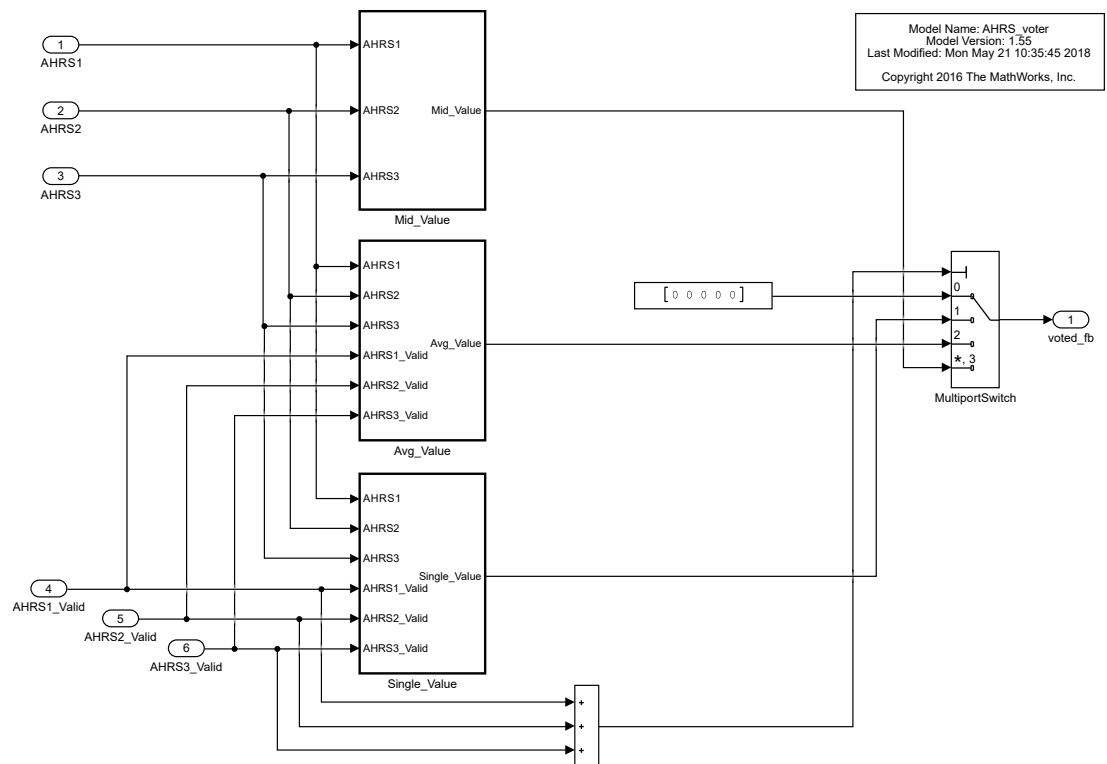 Model Name: AHRS_voter
Model Version: 1.55
Last Modified: Mon May 21 10:35:45 2018
Copyright 2016 The MathWorks, Inc.
1
AHRS1
2
AHRS2
3
AHRS3
AHRS1
AHRS2
Mid_Value
AHRS3
Mid_Value
AHRS1
AHRS2
AHRS3
Avg_Value
AHRS1_Valid
AHRS2_Valid
AHRS3_Valid
Avg_Value
[0 0 0 0 0]
0
1
2
*, 3
MultiportSwitch
1
voted_fb
AHRS1
AHRS2
AHRS3
Single_Value
AHRS1_Valid
AHRS2_Valid
AHRS3_Valid
Single_Value
4
AHRS1_Valid
5
AHRS2_Valid
6
AHRS3_Valid
+
+
+